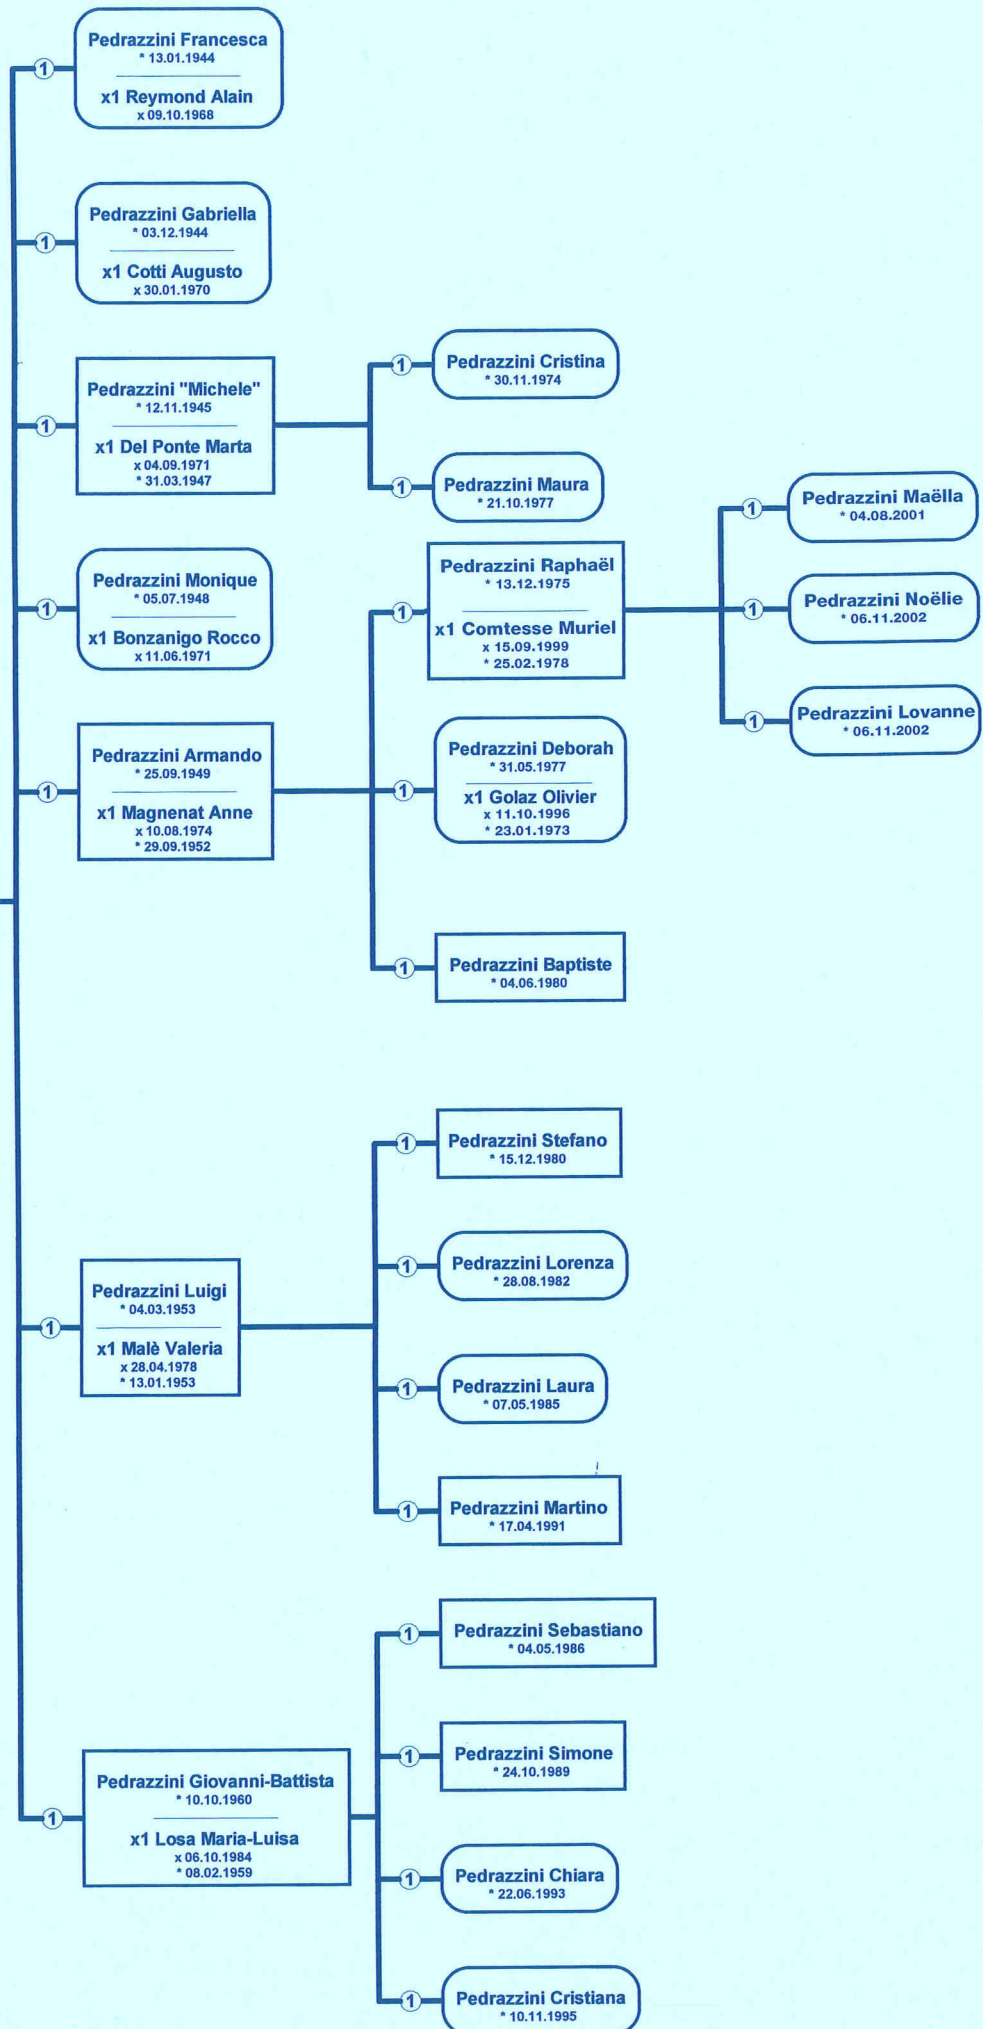 1
Pedrazzini Francesca
* 13.01.1944
x1 Reymond Alain
x 09.10.1968
1
Pedrazzini Gabriella
* 03.12.1944
x1 Cotti Augusto
x 30.01.1970
1
Pedrazzini "Michele"
* 12.11.1945
x1 Del Ponte Marta
x 04.09.1971
* 31.03.1947
1
Pedrazzini Cristina
* 30.11.1974
1
Pedrazzini Maura
* 21.10.1977
1
Pedrazzini Monique
* 05.07.1948
x1 Bonzanigo Rocco
x 11.06.1971
1
Pedrazzini Armando
* 25.09.1949
x1 Magnenat Anne
x 10.08.1974
* 29.09.1952
1
Pedrazzini Raphaël
* 13.12.1975
x1 Comtesse Muriel
x 15.09.1999
* 25.02.1978
1
Pedrazzini Maëlla
* 04.08.2001
1
Pedrazzini Noëlie
* 06.11.2002
1
Pedrazzini Lovanne
* 06.11.2002
1
Pedrazzini Deborah
* 31.05.1977
x1 Golaz Olivier
x 11.10.1996
* 23.01.1973
1
Pedrazzini Baptiste
* 04.06.1980
1
Pedrazzini Luigi
* 04.03.1953
x1 Malè Valeria
x 28.04.1978
* 13.01.1953
1
Pedrazzini Stefano
* 15.12.1980
1
Pedrazzini Lorenza
* 28.08.1982
1
Pedrazzini Laura
* 07.05.1985
1
Pedrazzini Martino
* 17.04.1991
1
Pedrazzini Giovanni-Battista
* 10.10.1960
x1 Losa Maria-Luisa
x 06.10.1984
* 08.02.1959
1
Pedrazzini Sebastiano
* 04.05.1986
1
Pedrazzini Simone
* 24.10.1989
1
Pedrazzini Chiara
* 22.06.1993
1
Pedrazzini Cristiana
* 10.11.1995